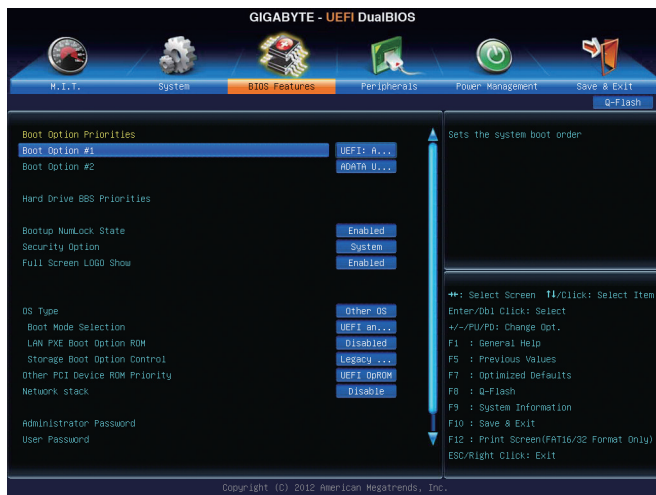 GIGABYTE - UEFI DualBIOS
M.I.T. System BIOS Features Peripherals Power Management Save & Exit
Q-Flash
Boot Option Priorities
Boot Option #1 UEFI: A...
Boot Option #2 ADATA U...
Hard Drive BBS Priorities
Bootup NumLock State Enabled
Security Option System
Full Screen LOGO Show Enabled
OS Type Other OS
Boot Mode Selection UEFI an...
LAN PXE Boot Option ROM Disabled
Storage Boot Option Control Legacy ...
Other PCI Device ROM Priority UEFI OpROM
Network stack Disable
Administrator Password
User Password
Sets the system boot order
→←: Select Screen ↑↓/Click: Select Item
Enter/Dbl Click: Select
+/-/PU/PD: Change Opt.
F1 : General Help
F5 : Previous Values
F7 : Optimized Defaults
F8 : Q-Flash
F9 : System Information
F10 : Save & Exit
F12 : Print Screen(FAT16/32 Format Only)
ESC/Right Click: Exit
Copyright (C) 2012 American Megatrends, Inc.